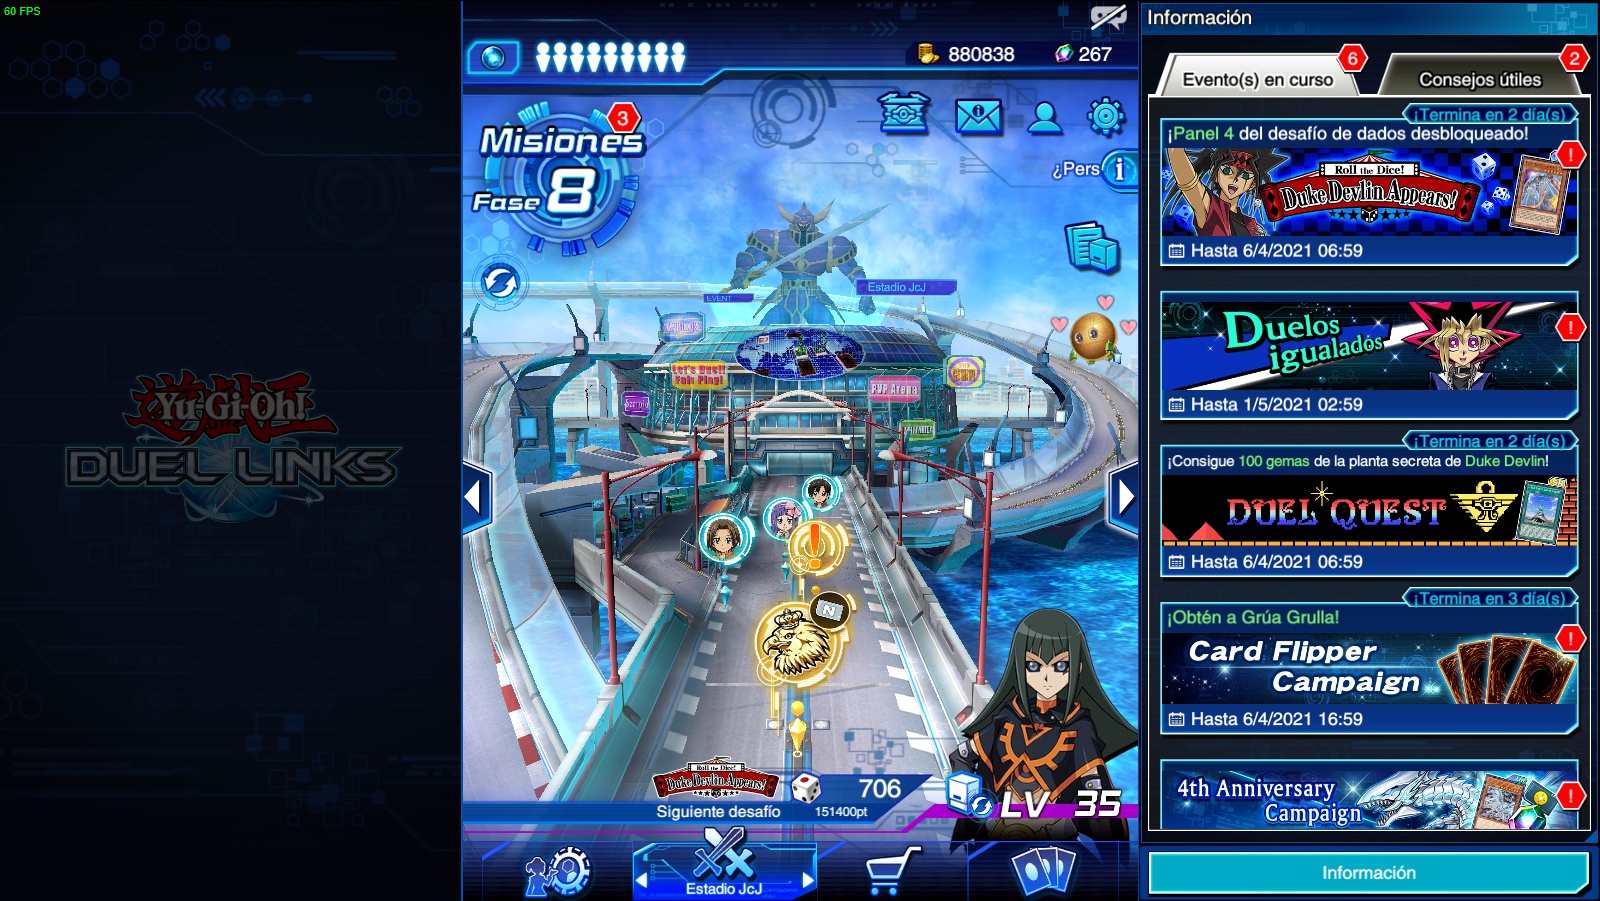 60 FPS
Yu-Gi-Oh!
DUEL LINKS
880838
267
Misiones
3
Fase 8
¿Pers
EVENT
Estadio JcJ
Let's Duel!
Fair Play!
PVP Arena
N
Roll the Dice!
Duke Devlin Appears!
706
Siguiente desafío
151400pt
LV 35
Estadio JcJ
Información
Evento(s) en curso
6
Consejos útiles
2
¡Termina en 2 día(s)
¡Panel 4 del desafío de dados desbloqueado!
Roll the Dice!
Duke Devlin Appears!
Hasta 6/4/2021 06:59
Duelos
igualados
Hasta 1/5/2021 02:59
¡Termina en 2 día(s)
¡Consigue 100 gemas de la planta secreta de Duke Devlin!
DUEL QUEST
Hasta 6/4/2021 06:59
¡Termina en 3 día(s)
¡Obtén a Grúa Grulla!
Card Flipper
Campaign
Hasta 6/4/2021 16:59
4th Anniversary
Campaign
Información